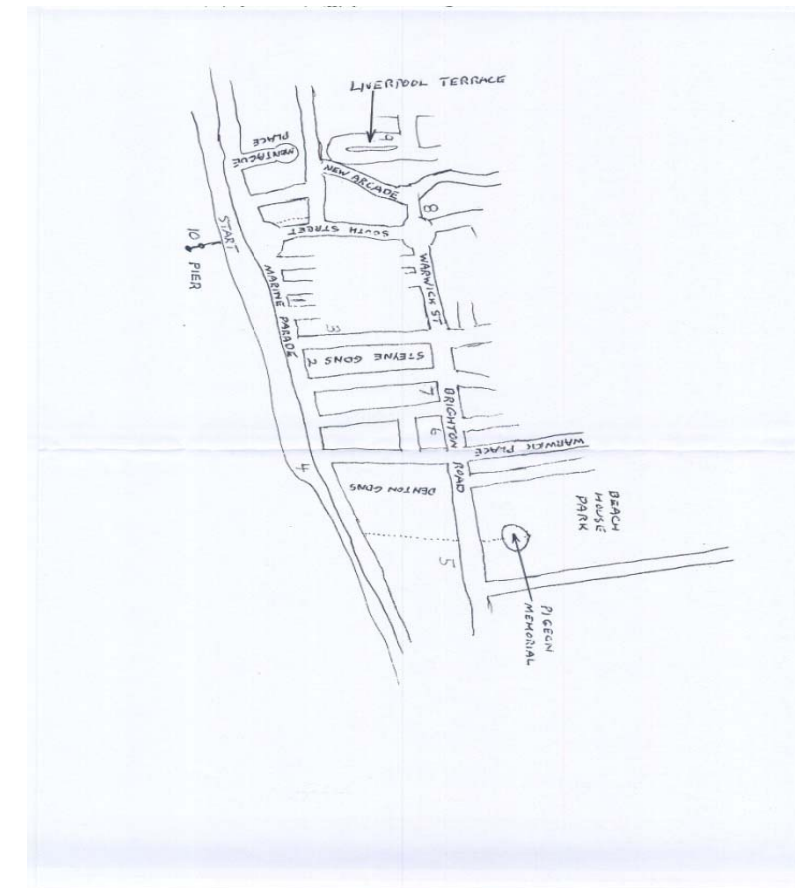 LIVERPOOL TERRACE
9
MONTAGUE
PLACE
NEW ARCADE
8
SOUTH STREET
START
10
PIER
MARINE PARADE
WARWICK ST
3
STEYNE GDNS
2
7
BRIGHTON ROAD
6
WARWICK PLACE
4
DENTON GDNS
BEACH
HOUSE
PARK
5
PIGEON
MEMORIAL